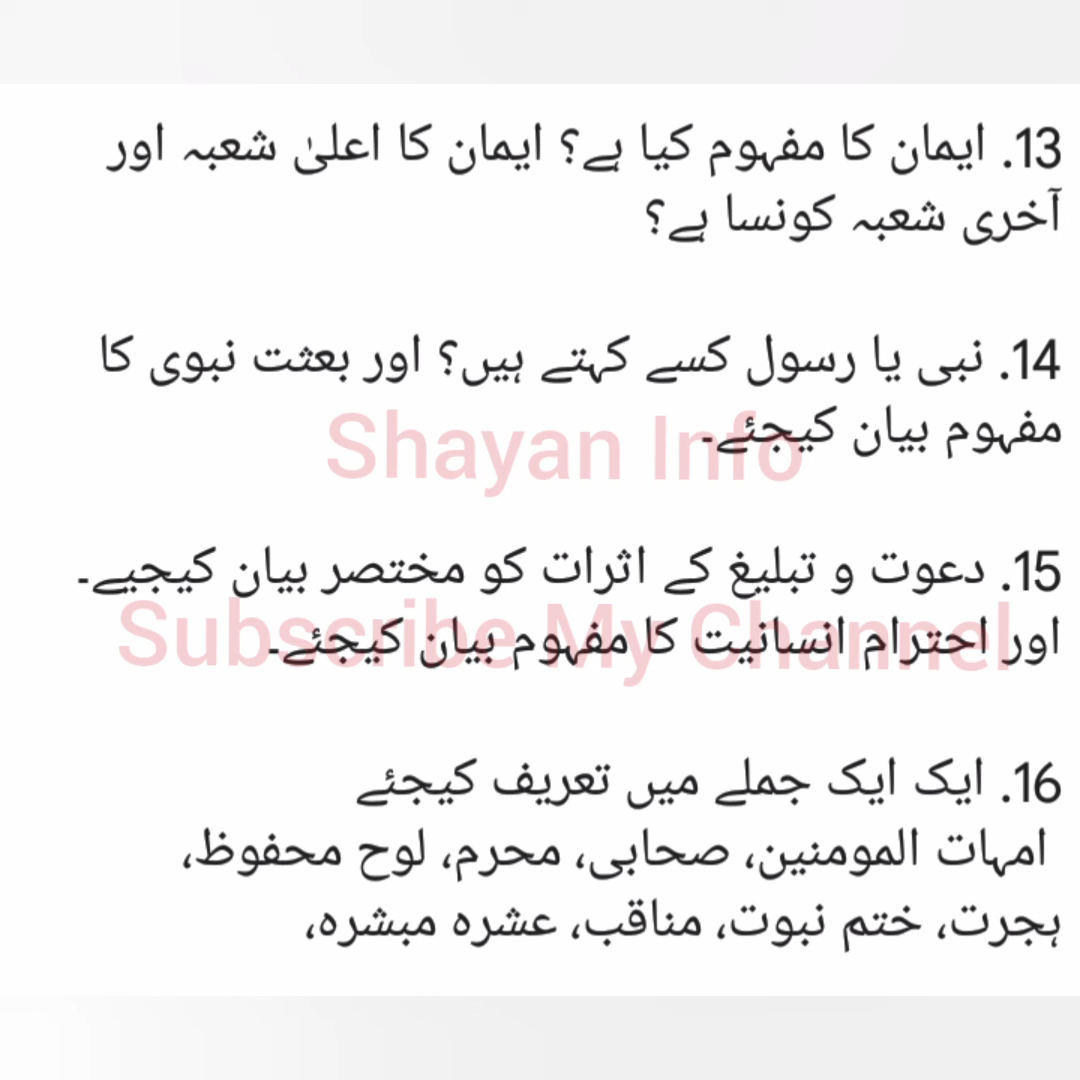 13. ایمان کا مفہوم کیا ہے؟ ایمان کا اعلیٰ شعبہ اور
آخری شعبہ کونسا ہے؟
14. نبی یا رسول کسے کہتے ہیں؟ اور بعثت نبوی کا
مفہوم بیان کیجئے۔
Shayan Info
15. دعوت و تبلیغ کے اثرات کو مختصر بیان کیجیے۔
اور احترام انسانیت کا مفہوم بیان کیجئے۔
Subscribe My Channel
16. ایک ایک جملے میں تعریف کیجئے
امہات المومنین، صحابی، محرم، لوح محفوظ،
ہجرت، ختم نبوت، مناقب، عشرہ مبشرہ،